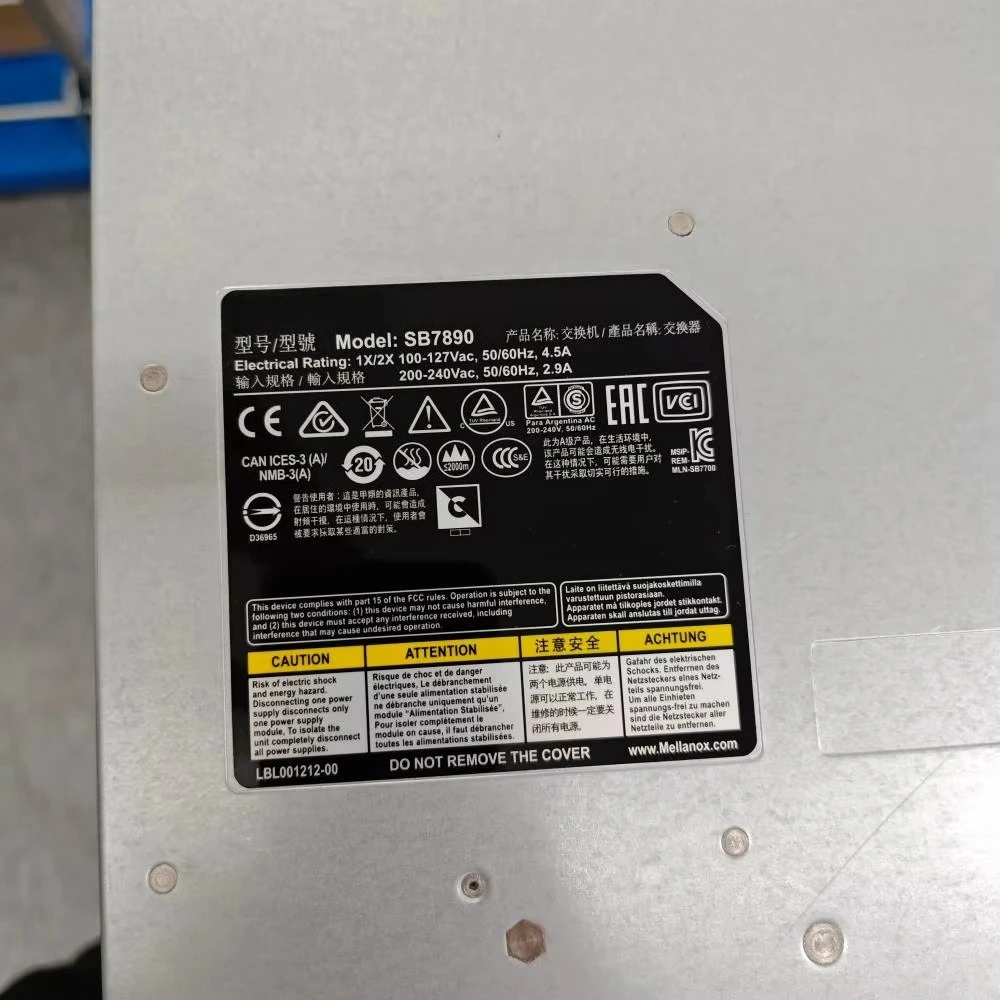 型号/型號 Model: SB7890 产品名称: 交换机 / 產品名稱: 交換器
Electrical Rating: 1X/2X 100-127Vac, 50/60Hz, 4.5A
输入规格 / 輸入規格 200-240Vac, 50/60Hz, 2.9A
CE
TUV Rheinland
C US
TUV Rheinland Argentina S.A.
S
Para Argentina AC
200-240V, 50/60Hz
EAC
VCI
CAN ICES-3 (A)/
NMB-3(A)
20
≤2000m
CCC S&E
此为A级产品，在生活环境中，
该产品可能会造成无线电干扰。
在这种情况下，可能需要用户对
其干扰采取切实可行的措施。
MSIP-
REM-
MLN-SB7700
D36965
警告使用者：這是甲類的資訊產品,
在居住的環境中使用時，可能會造成
射頻干擾，在這種情況下，使用者會
被要求採取某些適當的對策。
C
This device complies with part 15 of the FCC rules. Operation is subject to the
following two conditions: (1) this device may not cause harmful interference,
and (2) this device must accept any interference received, including
interference that may cause undesired operation.
Laite on liitettävä suojakoskettimilla
varustettuun pistorasiaan.
Apparatet må tilkoples jordet stikkontakt.
Apparaten skall anslutas till jordat uttag.
CAUTION
Risk of electric shock
and energy hazard.
Disconnecting one power
supply disconnects only
one power supply
module. To isolate the
unit completely disconnect
all power supplies.
ATTENTION
Risque de choc et de danger
électriques, Le débranchement
d'une seule alimentation stabilisée
ne débranche uniquement qu'un
module "Alimentation Stabilisée".
Pour isoler complètement le
module on cause, il faut débrancher
toutes les alimentations stabilisées.
注意安全
注意: 此产品可能为
两个电源供电. 单电
源可以正常工作, 在
维修的时候一定要关
闭所有电源.
ACHTUNG
Gafahr des elektrischen
Schocks. Entferrnen des
Netzsteckers eines Netz-
teils spannungsfrei.
Um alle Einheiten
spannungs-frei zu machen
sind die Netzstecker aller
Netzteile zu entfernen.
LBL001212-00 DO NOT REMOVE THE COVER www.Mellanox.com